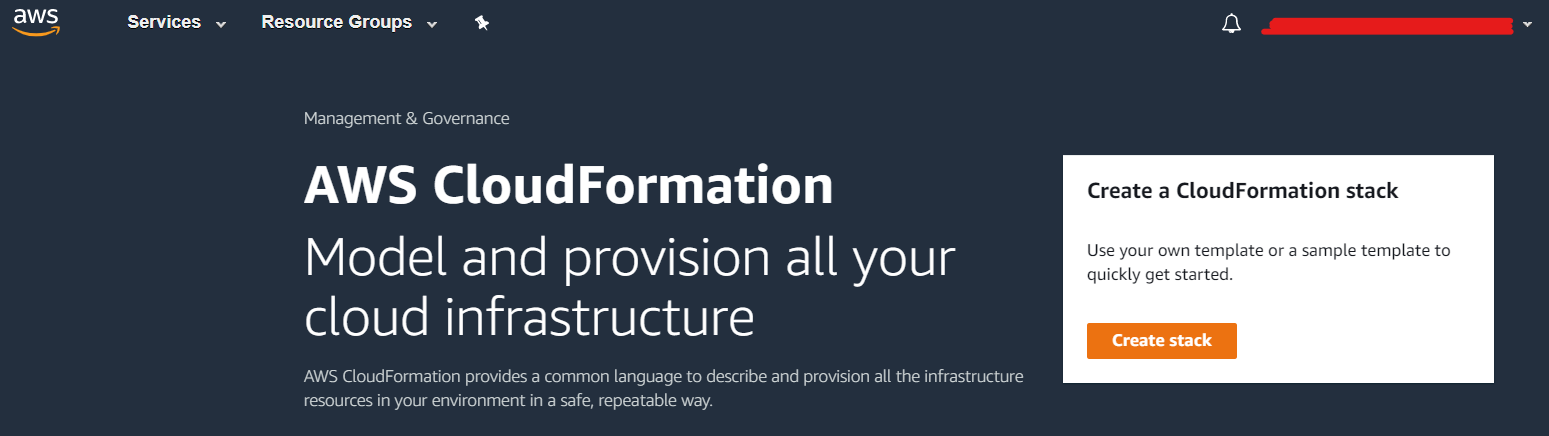 aws
Services
Resource Groups
Management & Governance
AWS CloudFormation
Model and provision all your
cloud infrastructure
AWS CloudFormation provides a common language to describe and provision all the infrastructure
resources in your environment in a safe, repeatable way.
Create a CloudFormation stack
Use your own template or a sample template to
quickly get started.
Create stack